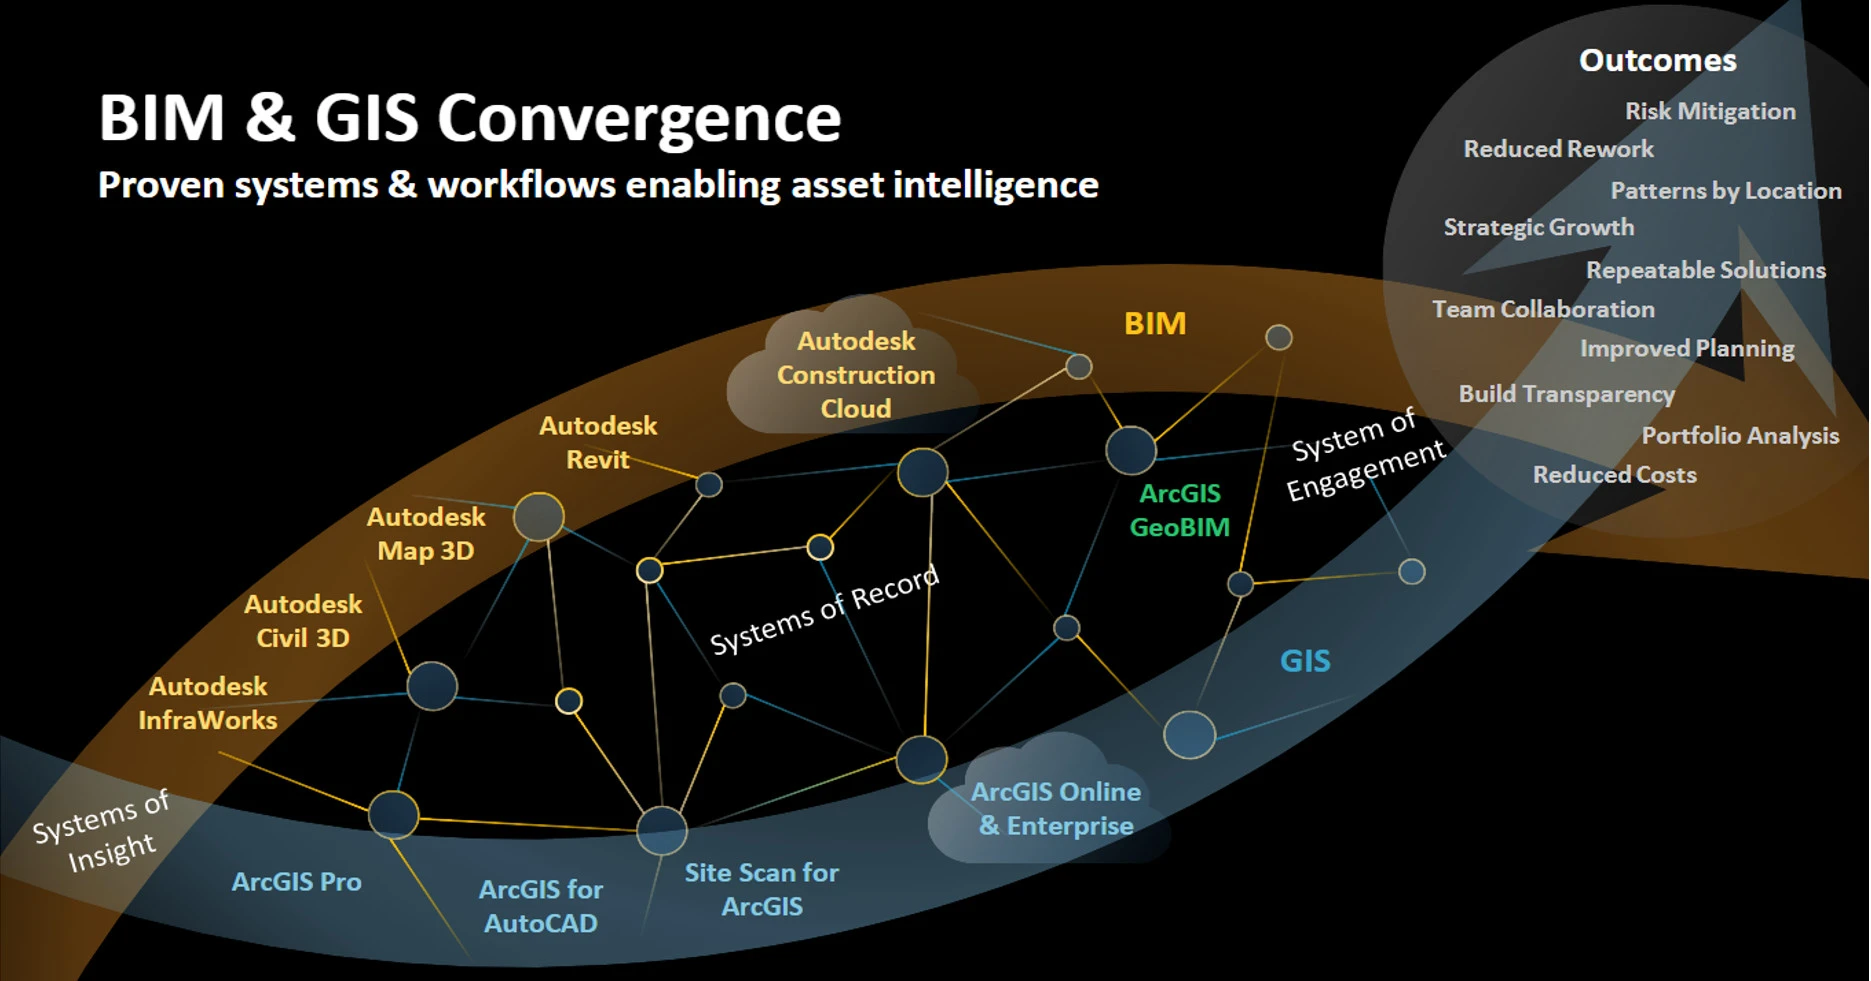 BIM & GIS Convergence
Proven systems & workflows enabling asset intelligence
Outcomes
Risk Mitigation
Reduced Rework
Patterns by Location
Strategic Growth
Repeatable Solutions
Team Collaboration
Improved Planning
Build Transparency
Portfolio Analysis
Reduced Costs
BIM
Autodesk
Construction
Cloud
Autodesk
Revit
Autodesk
Map 3D
Autodesk
Civil 3D
Autodesk
InfraWorks
System of
Engagement
ArcGIS
GeoBIM
Systems of Record
GIS
Systems of
Insight
ArcGIS Pro
ArcGIS for
AutoCAD
Site Scan for
ArcGIS
ArcGIS Online
& Enterprise